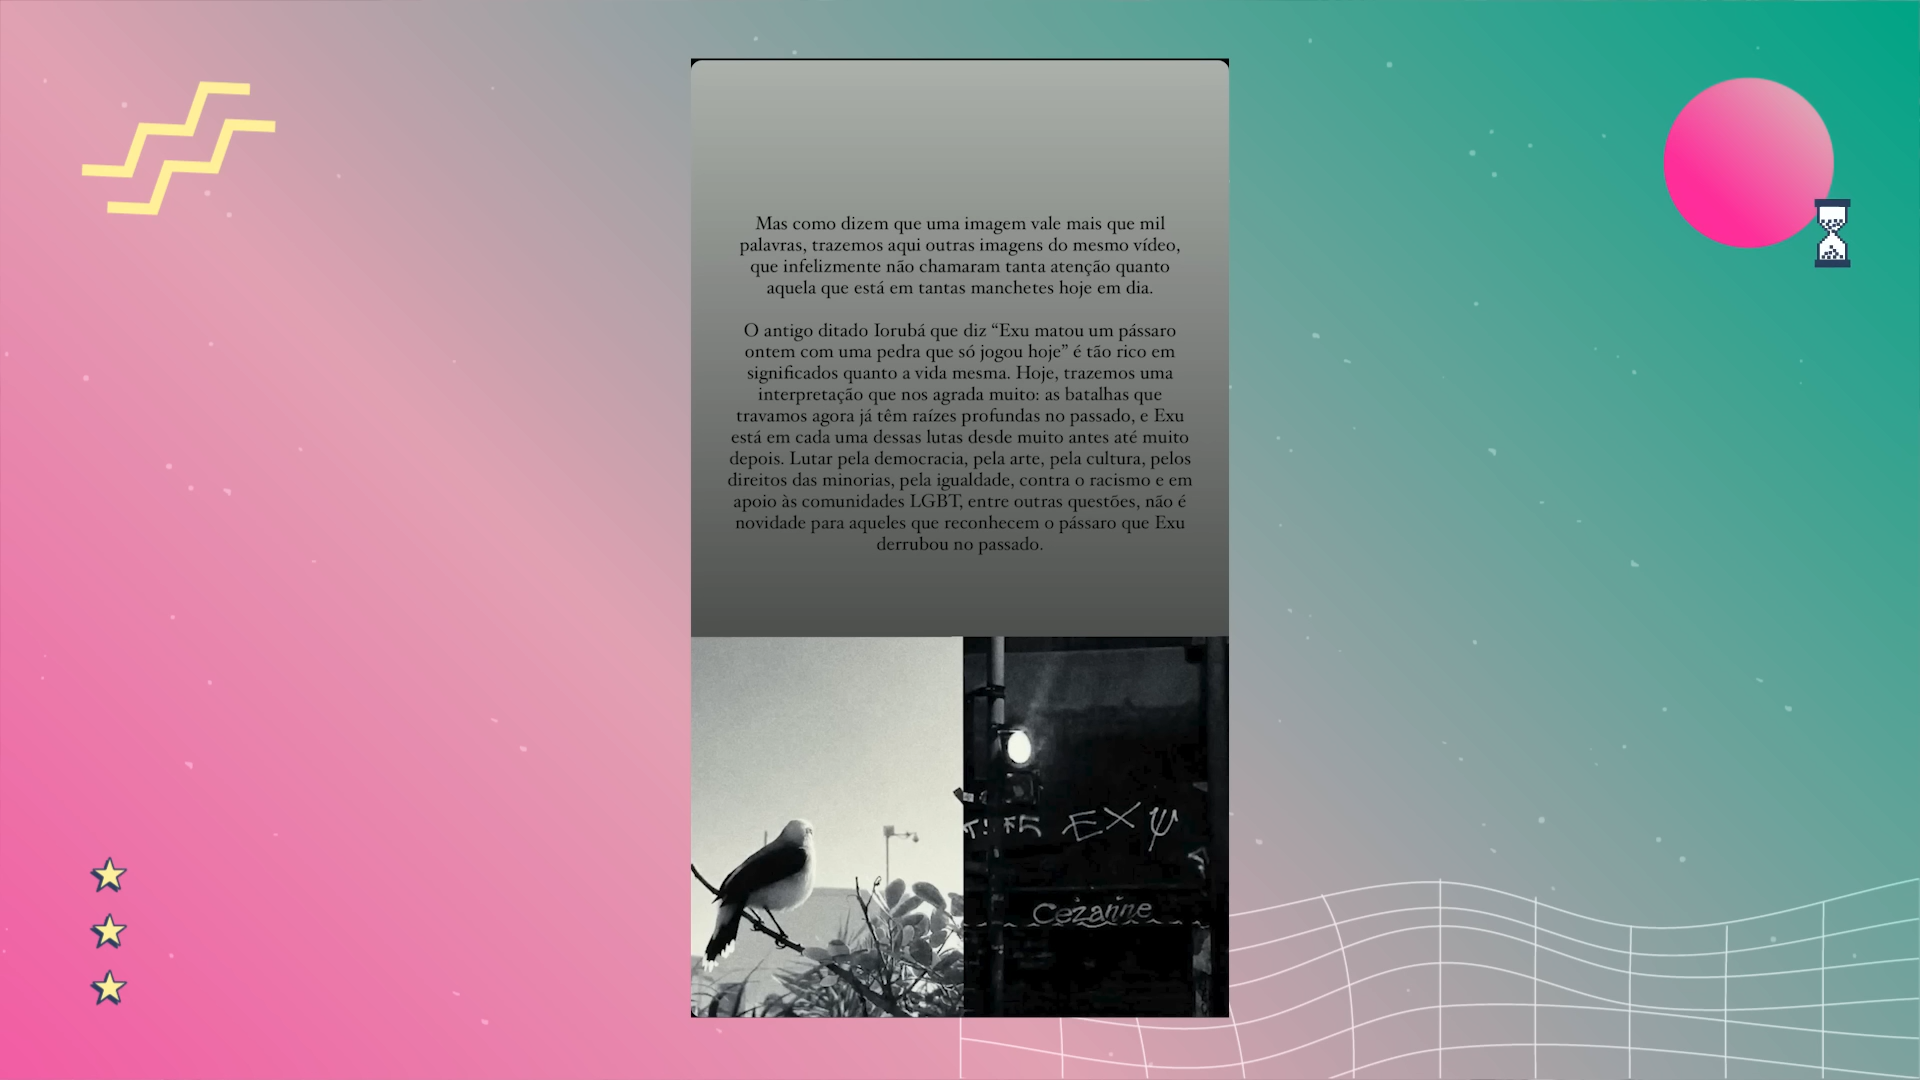 Mas como dizem que uma imagem vale mais que mil
palavras, trazemos aqui outras imagens do mesmo vídeo,
que infelizmente não chamaram tanta atenção quanto
aquela que está em tantas manchetes hoje em dia.
O antigo ditado Iorubá que diz “Exu matou um pássaro
ontem com uma pedra que só jogou hoje” é tão rico em
significados quanto a vida mesma. Hoje, trazemos uma
interpretação que nos agrada muito: as batalhas que
travamos agora já têm raízes profundas no passado, e Exu
está em cada uma dessas lutas desde muito antes até muito
depois. Lutar pela democracia, pela arte, pela cultura, pelos
direitos das minorias, pela igualdade, contra o racismo e em
apoio às comunidades LGBT, entre outras questões, não é
novidade para aqueles que reconhecem o pássaro que Exu
derrubou no passado.
EXU
Cezanne